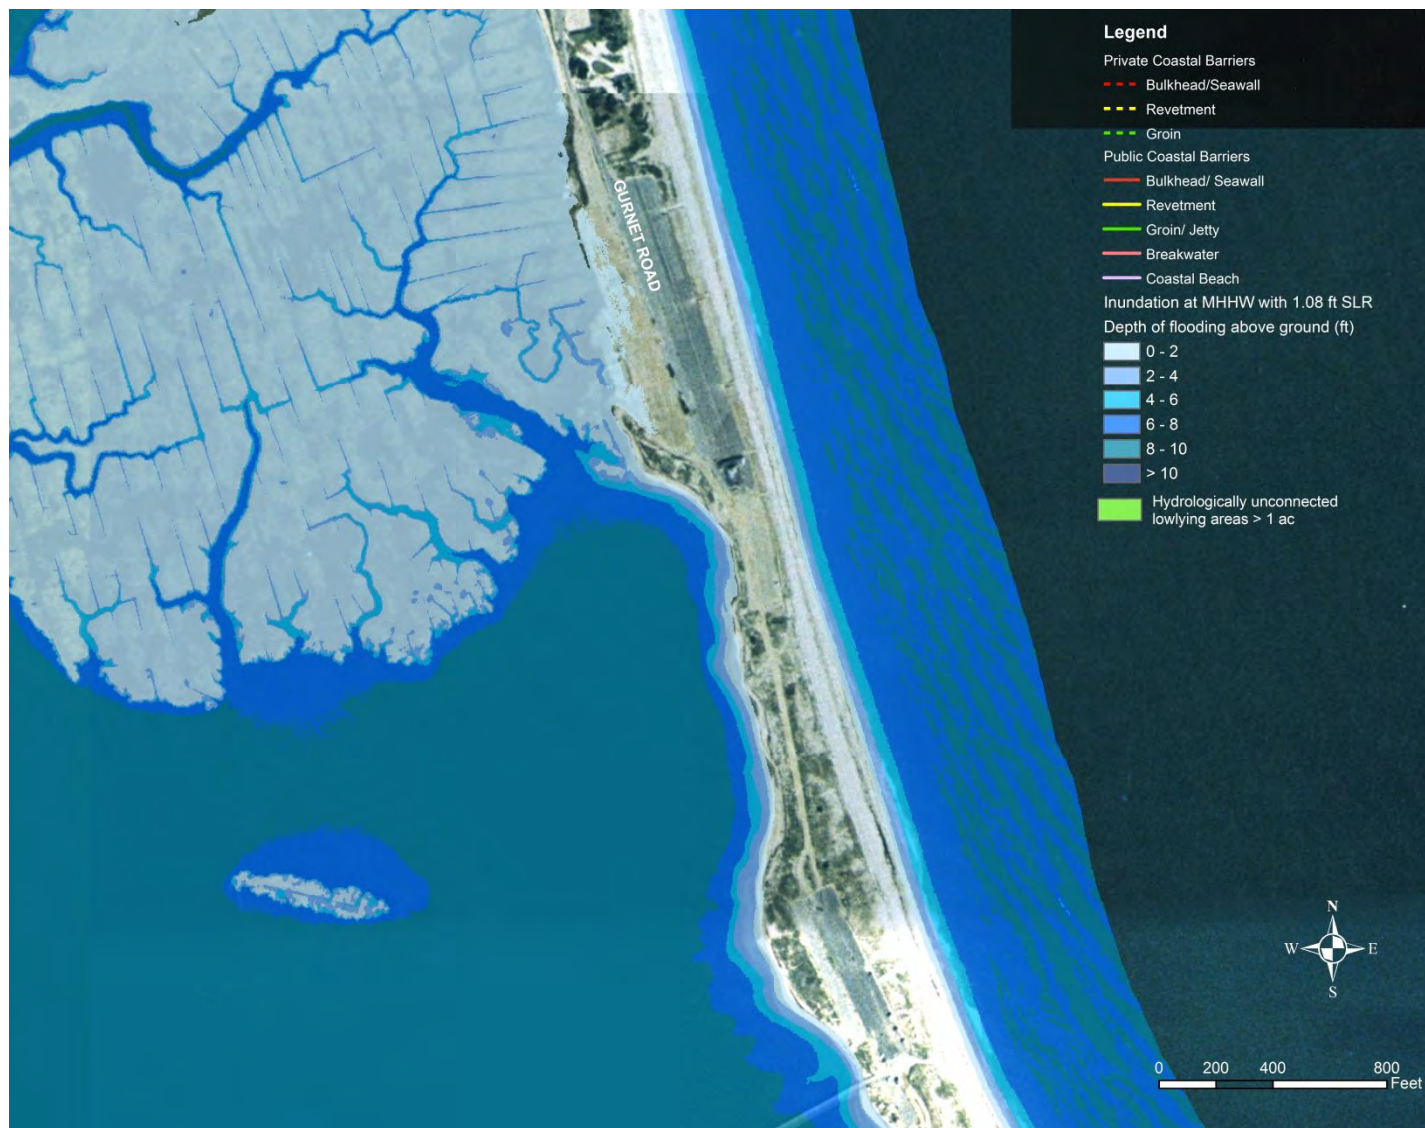 Legend
Private Coastal Barriers
Bulkhead/Seawall
Revetment
Groin
Public Coastal Barriers
Bulkhead/ Seawall
Revetment
Groin/ Jetty
Breakwater
Coastal Beach
Inundation at MHHW with 1.08 ft SLR
Depth of flooding above ground (ft)
0 - 2
2 - 4
4 - 6
6 - 8
8 - 10
> 10
Hydrologically unconnected
lowlying areas > 1 ac
GURNET ROAD
N
W E
S
0 200 400 800
Feet